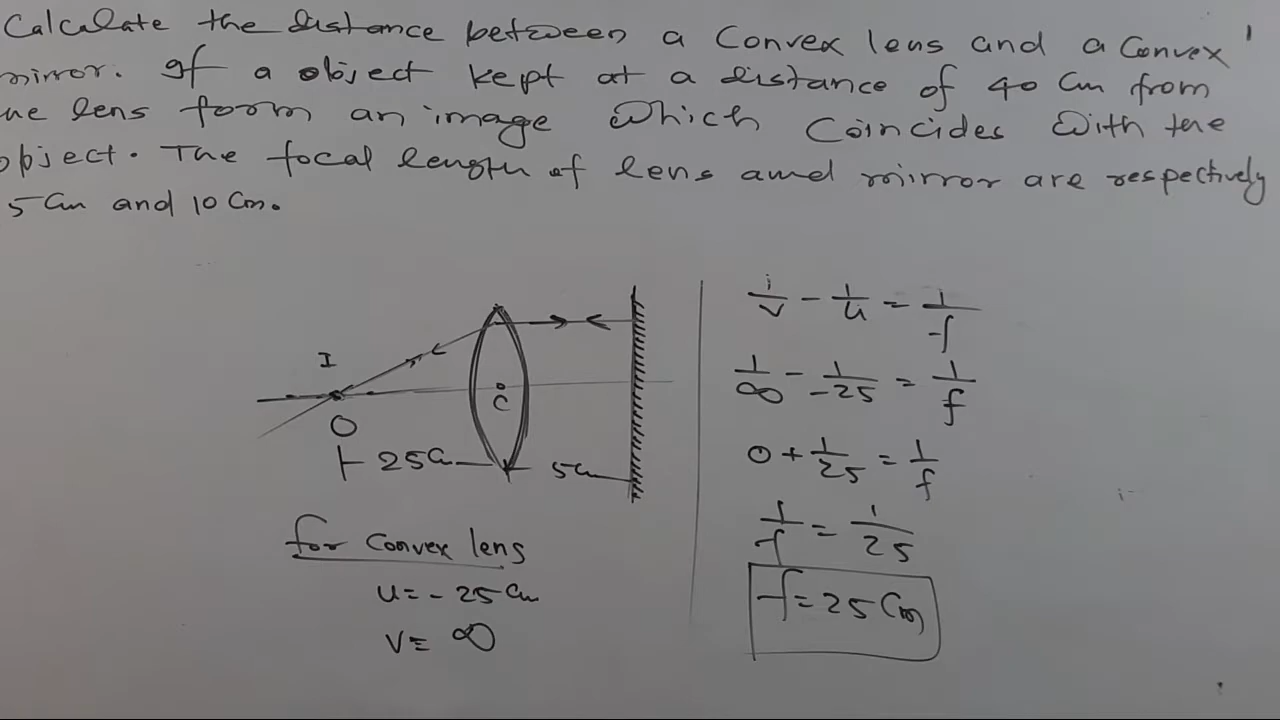 Calculate the distance between a Convex lens and a Convex
mirror. If a object kept at a distance of 40 Cm from
he lens form an image which Coincides with the
object. The focal length of lens amd mirror are respectively
5 Cm and 10 Cm.
I
O
C
25 Cm
5 Cm
for Convex lens
u = - 25 Cm
v = ∞
1/v - 1/u = 1/f
1/∞ - 1/-25 = 1/f
0 + 1/25 = 1/f
1/f = 1/25
f = 25 Cm